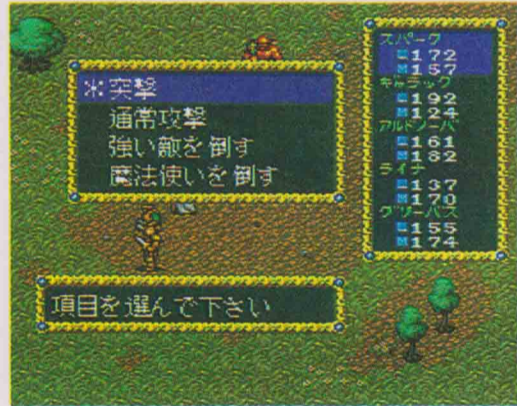 ※突撃
通常攻撃
強い敵を倒す
魔法使いを倒す
項目を選んで下さい
スパーク
172
157
キャラック
192
124
アルドノーバ
161
182
ライナ
137
170
グリーバス
155
174